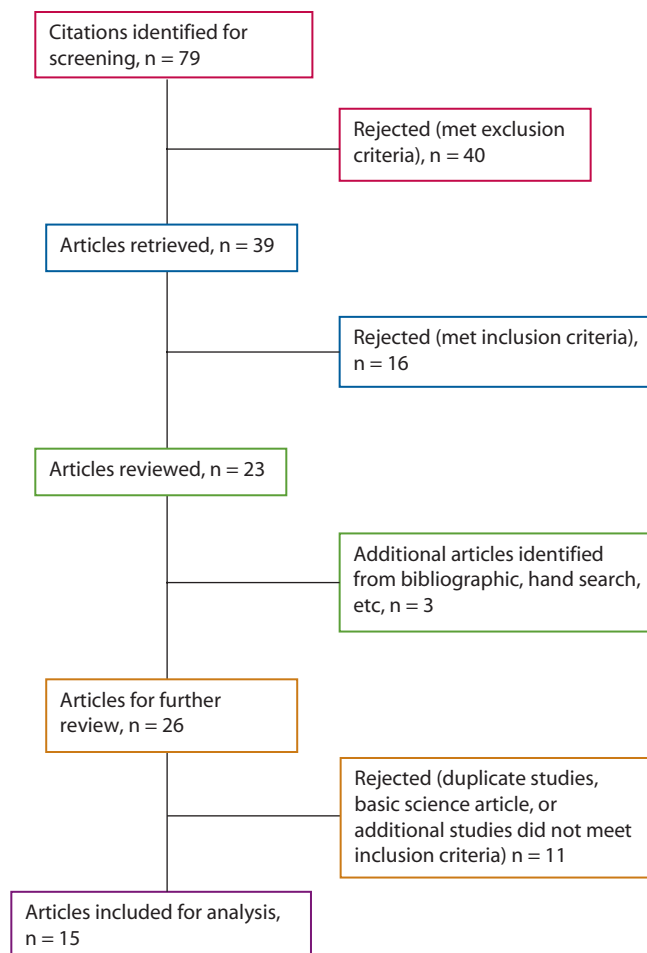 Citations identified for
screening, n = 79
Rejected (met exclusion
criteria), n = 40
Articles retrieved, n = 39
Rejected (met inclusion criteria),
n = 16
Articles reviewed, n = 23
Additional articles identified
from bibliographic, hand search,
etc, n = 3
Articles for further
review, n = 26
Rejected (duplicate studies,
basic science article, or
additional studies did not meet
inclusion criteria) n = 11
Articles included for analysis,
n = 15